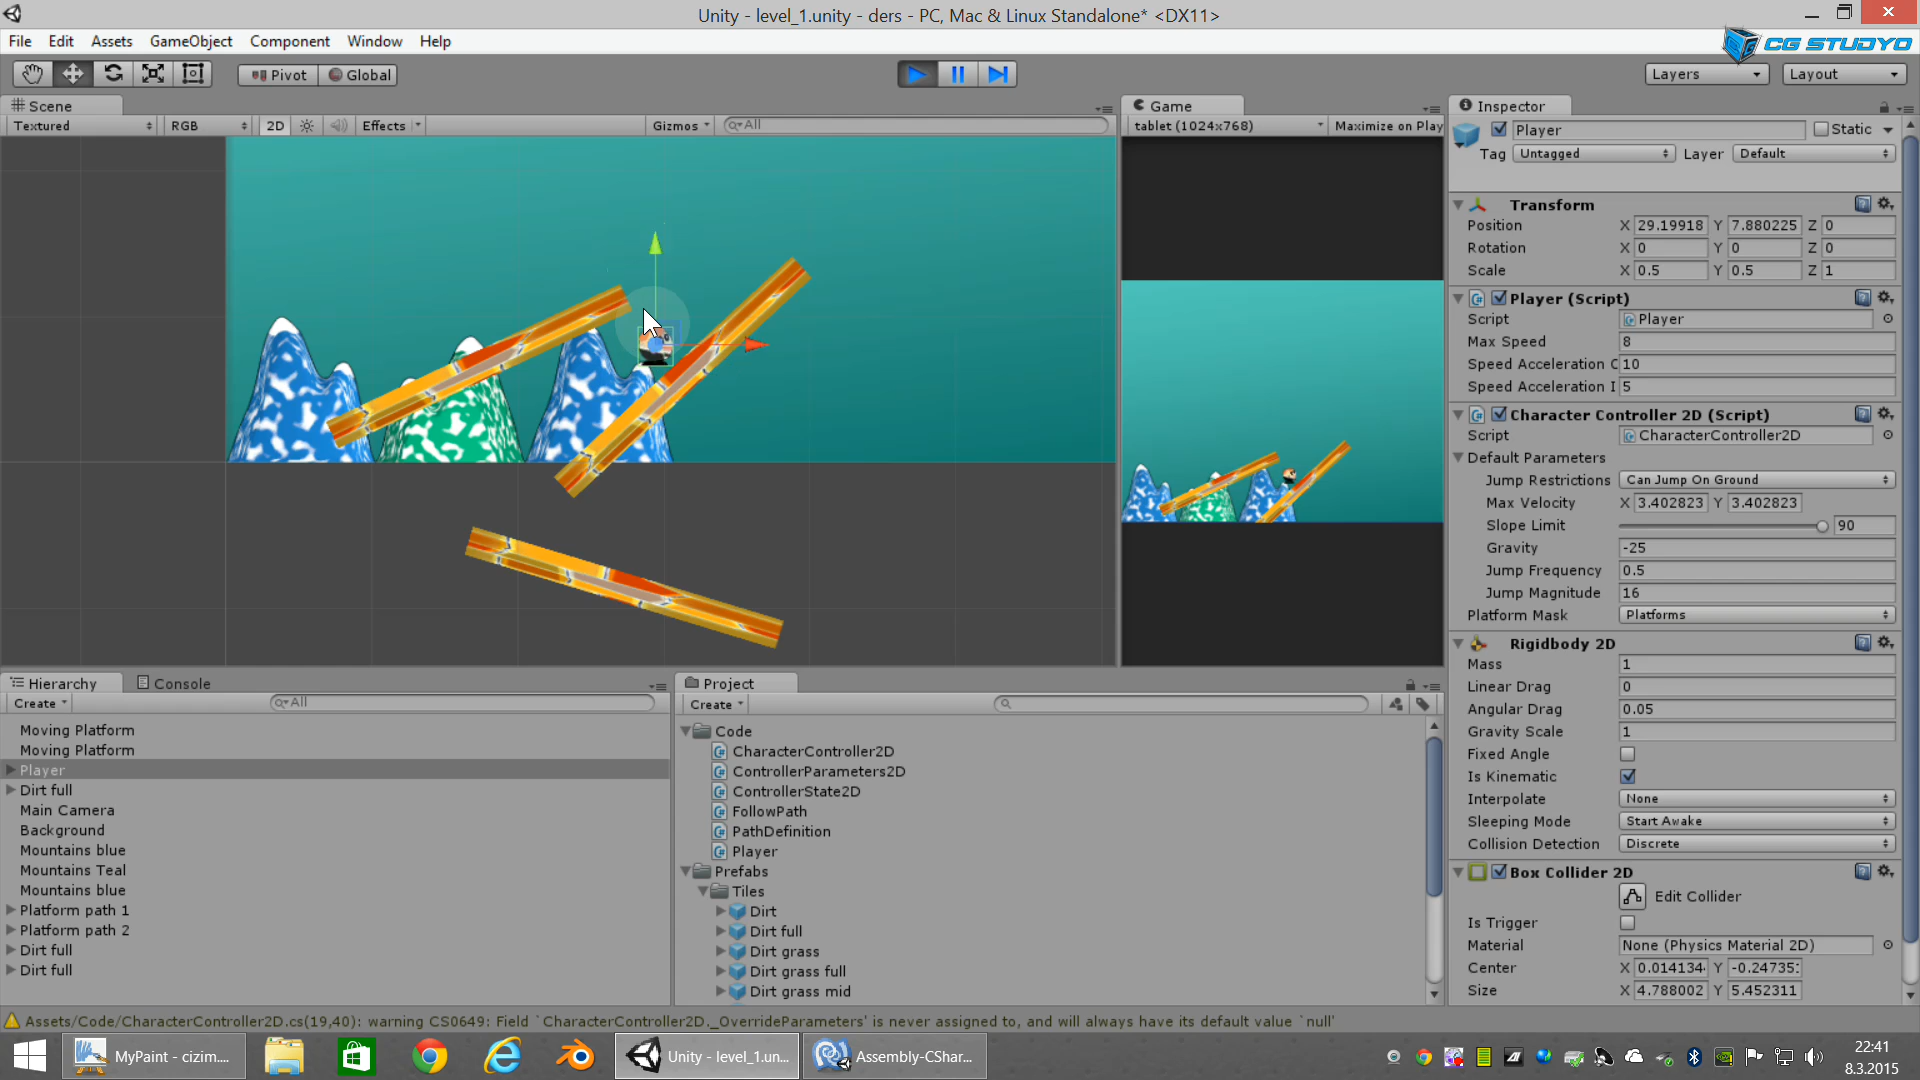 Unity - level_1.unity - ders - PC, Mac & Linux Standalone* <DX11>
File Edit Assets GameObject Component Window Help
CG STUDYO
Pivot Global
Layers Layout
Scene
Textured RGB 2D Effects Gizmos All
Game
tablet (1024x768) Maximize on Play
Inspector
Player Static
Tag Untagged Layer Default
Transform
Position X 29.19918 Y 7.880225 Z 0
Rotation X 0 Y 0 Z 0
Scale X 0.5 Y 0.5 Z 1
Player (Script)
Script Player
Max Speed 8
Speed Acceleration 10
Speed Acceleration I 5
Character Controller 2D (Script)
Script CharacterController2D
Default Parameters
Jump Restrictions Can Jump On Ground
Max Velocity X 3.402823 Y 3.402823
Slope Limit 90
Gravity -25
Jump Frequency 0.5
Jump Magnitude 16
Platform Mask Platforms
Rigidbody 2D
Mass 1
Linear Drag 0
Angular Drag 0.05
Gravity Scale 1
Fixed Angle
Is Kinematic
Interpolate None
Sleeping Mode Start Awake
Collision Detection Discrete
Box Collider 2D
Edit Collider
Is Trigger
Material None (Physics Material 2D)
Center X 0.014134 Y -0.247351
Size X 4.788002 Y 5.452311
Hierarchy Console
Create All
Moving Platform
Moving Platform
Player
Dirt full
Main Camera
Background
Mountains blue
Mountains Teal
Mountains blue
Platform path 1
Platform path 2
Dirt full
Dirt full
Project
Create
Code
CharacterController2D
ControllerParameters2D
ControllerState2D
FollowPath
PathDefinition
Player
Prefabs
Tiles
Dirt
Dirt full
Dirt grass
Dirt grass full
Dirt grass mid
Assets/Code/CharacterController2D.cs(19,40): warning CS0649: Field `CharacterController2D._OverrideParameters' is never assigned to, and will always have its default value `null'
MyPaint - cizim.... Unity - level_1.un... Assembly-CShar...
22:41
8.3.2015